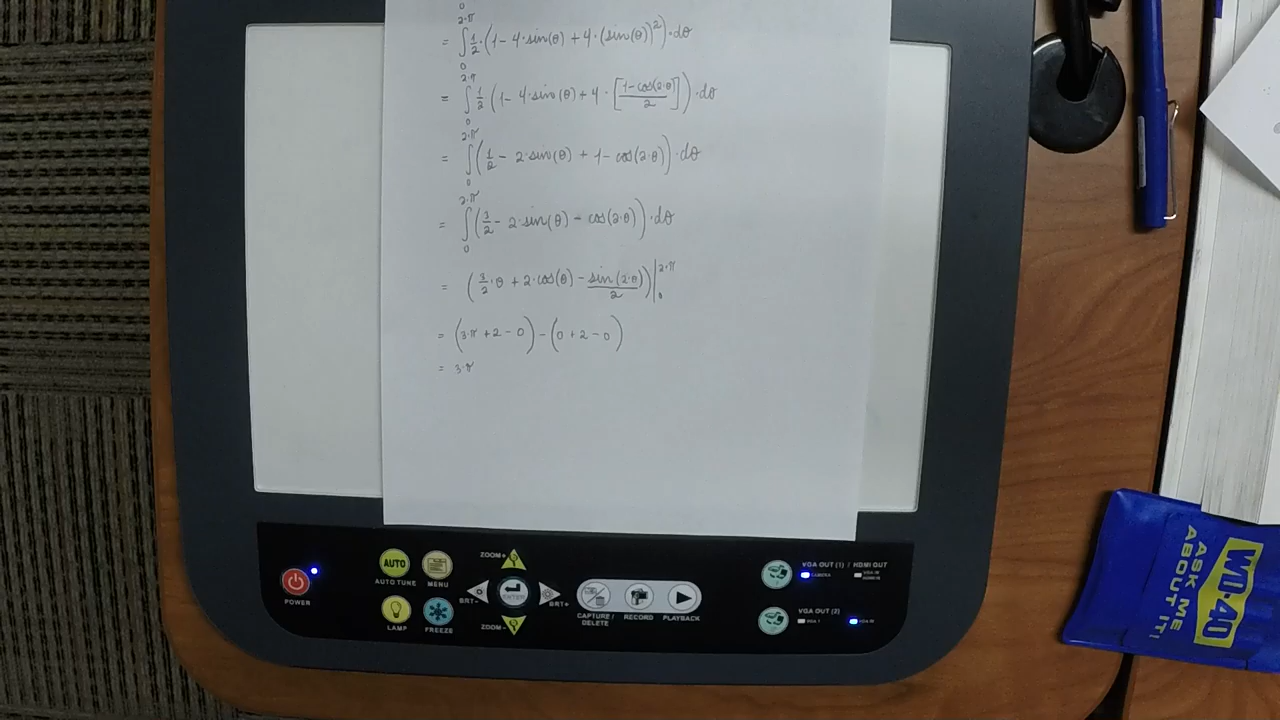 0
2·π
= ∫ 1/2·(1 - 4·sin(θ) + 4·(sin(θ))²)·dθ
0
2·π
= ∫ 1/2 (1 - 4·sin(θ) + 4·[1-cos(2·θ)/2])·dθ
0
2·π
= ∫ (1/2 - 2·sin(θ) + 1 - cos(2·θ))·dθ
0
2·π
= ∫ (3/2 - 2·sin(θ) - cos(2·θ))·dθ
0
= (3/2·θ + 2·cos(θ) - sin(2·θ)/2)|₀^2·π
= (3·π + 2 - 0) - (0 + 2 - 0)
= 3·π
POWER
AUTO
AUTO TUNE
MENU
LAMP
FREEZE
ZOOM+
BRT-
ENTER
BRT+
ZOOM-
CAPTURE/
DELETE
RECORD
PLAYBACK
VGA OUT (1) / HDMI OUT
CAMERA
VGA OUT (2)
WD-40
ASK ME
ABOUT IT!